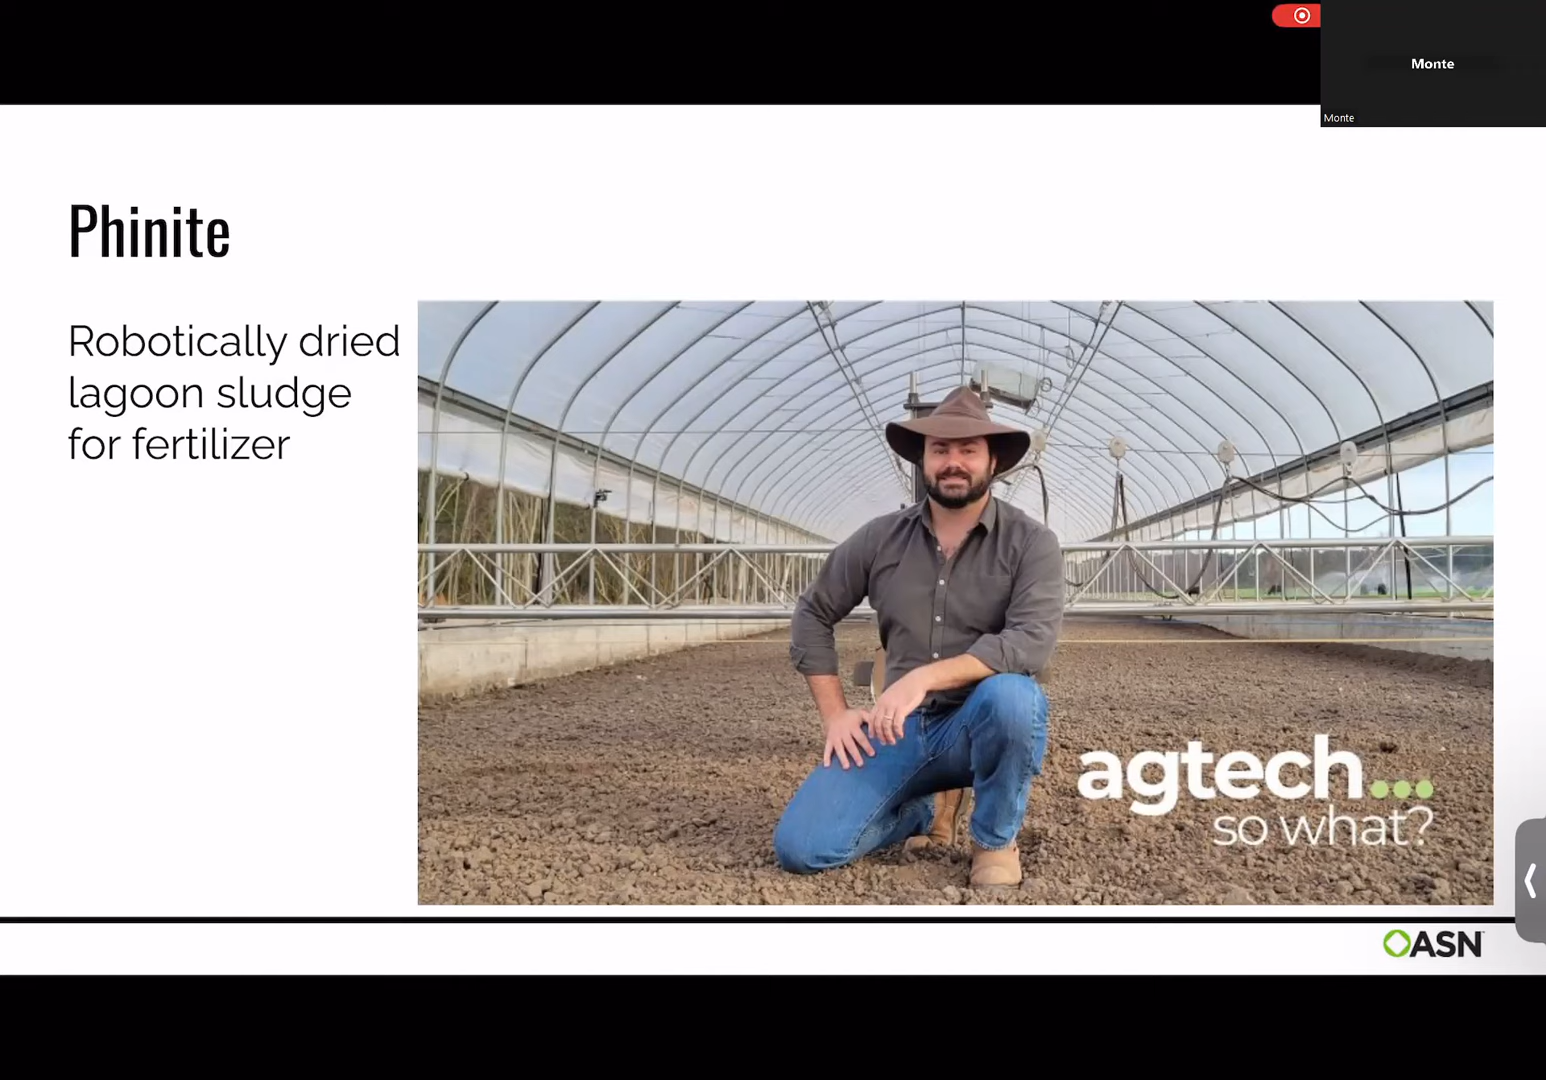 Monte
Monte
Phinite
Robotically dried
lagoon sludge
for fertilizer
agtech...
so what?
ASN